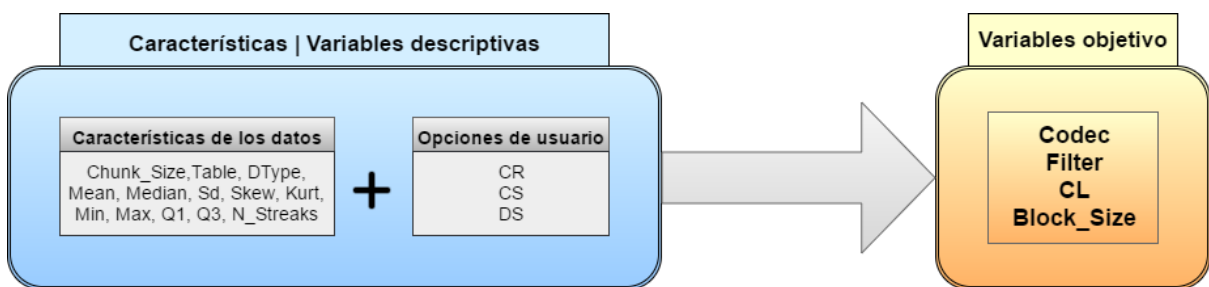 Características | Variables descriptivas
Características de los datos
Chunk_Size,Table, DType,
Mean, Median, Sd, Skew, Kurt,
Min, Max, Q1, Q3, N_Streaks
+
Opciones de usuario
CR
CS
DS
Variables objetivo
Codec
Filter
CL
Block_Size